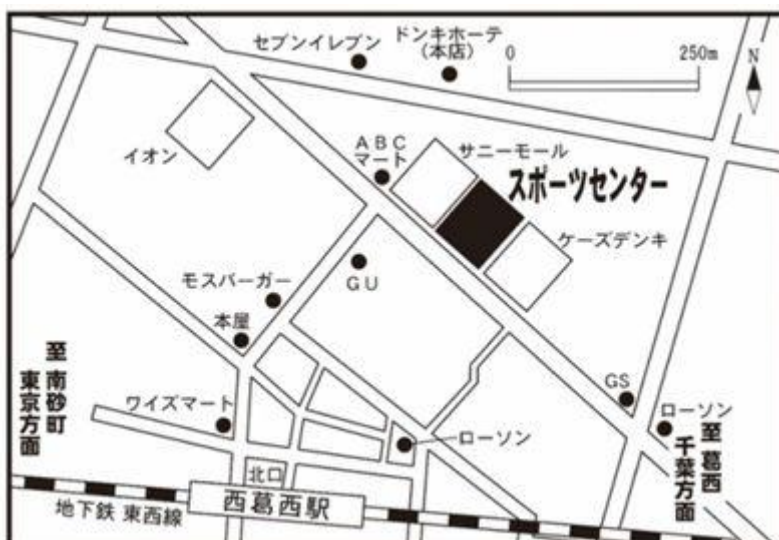 セブンイレブン
ドンキホーテ
(本店)
0
250m
N
イオン
ABC
マート
サニーモール
スポーツセンター
ケーズデンキ
モスバーガー
GU
本屋
至 南砂町
東京方面
ワイズマート
ローソン
GS
ローソン
至 葛西
千葉方面
北口
西葛西駅
地下鉄 東西線